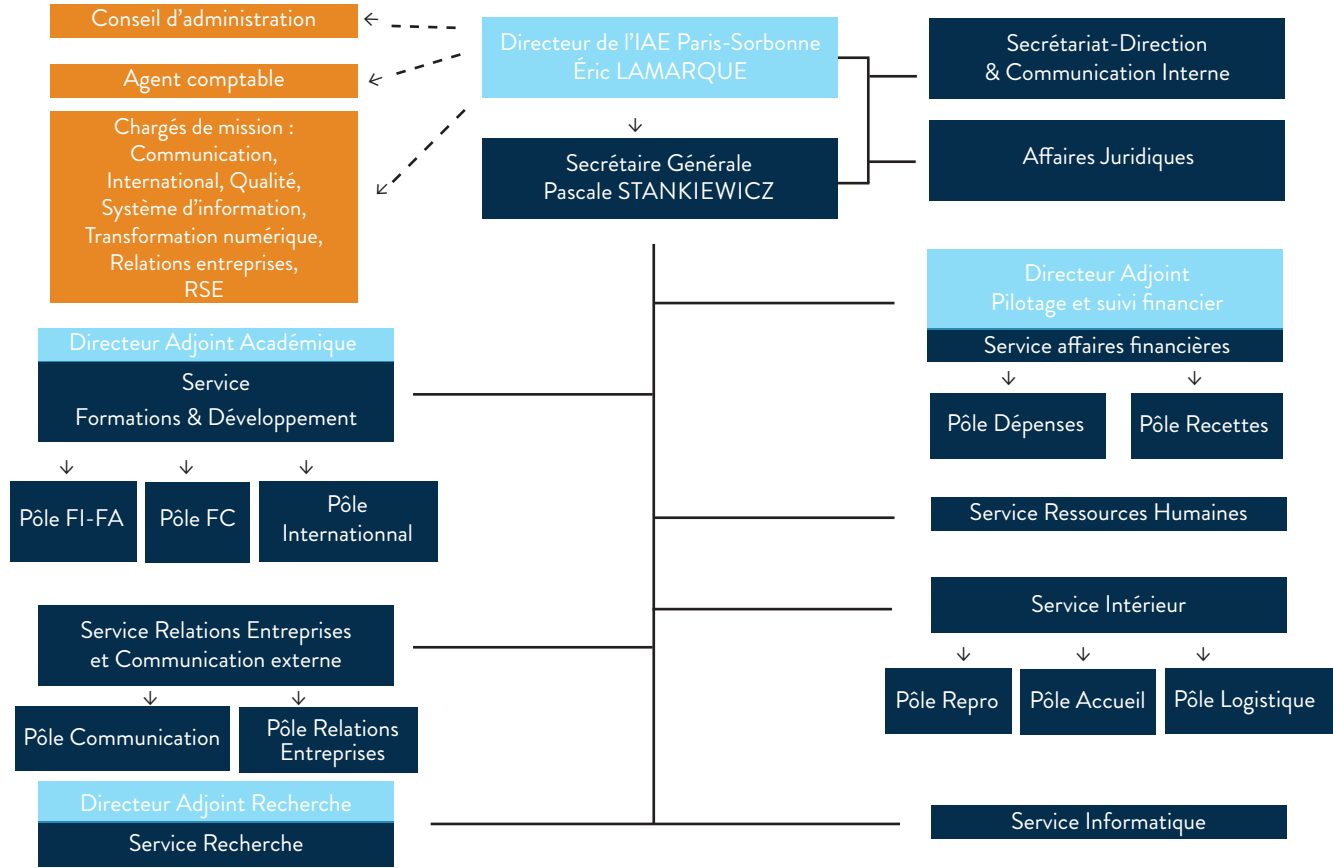 Conseil d’administration
Agent comptable
Chargés de mission :
Communication,
International, Qualité,
Système d’information,
Transformation numérique,
Relations entreprises,
RSE
Directeur de l’IAE Paris-Sorbonne
Éric LAMARQUE
Secrétaire Générale
Pascale STANKIEWICZ
Secrétariat-Direction
& Communication Interne
Affaires Juridiques
Directeur Adjoint
Pilotage et suivi financier
Service affaires financières
Pôle Dépenses
Pôle Recettes
Directeur Adjoint Académique
Service
Formations & Développement
Pôle FI-FA
Pôle FC
Pôle
Internationnal
Service Ressources Humaines
Service Intérieur
Pôle Repro
Pôle Accueil
Pôle Logistique
Service Relations Entreprises
et Communication externe
Pôle Communication
Pôle Relations
Entreprises
Directeur Adjoint Recherche
Service Recherche
Service Informatique